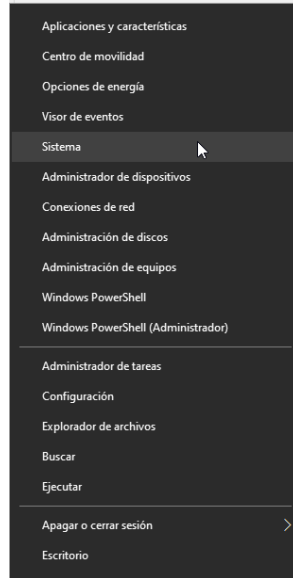 Aplicaciones y características
Centro de movilidad
Opciones de energía
Visor de eventos
Sistema
Administrador de dispositivos
Conexiones de red
Administración de discos
Administración de equipos
Windows PowerShell
Windows PowerShell (Administrador)
Administrador de tareas
Configuración
Explorador de archivos
Buscar
Ejecutar
Apagar o cerrar sesión
Escritorio